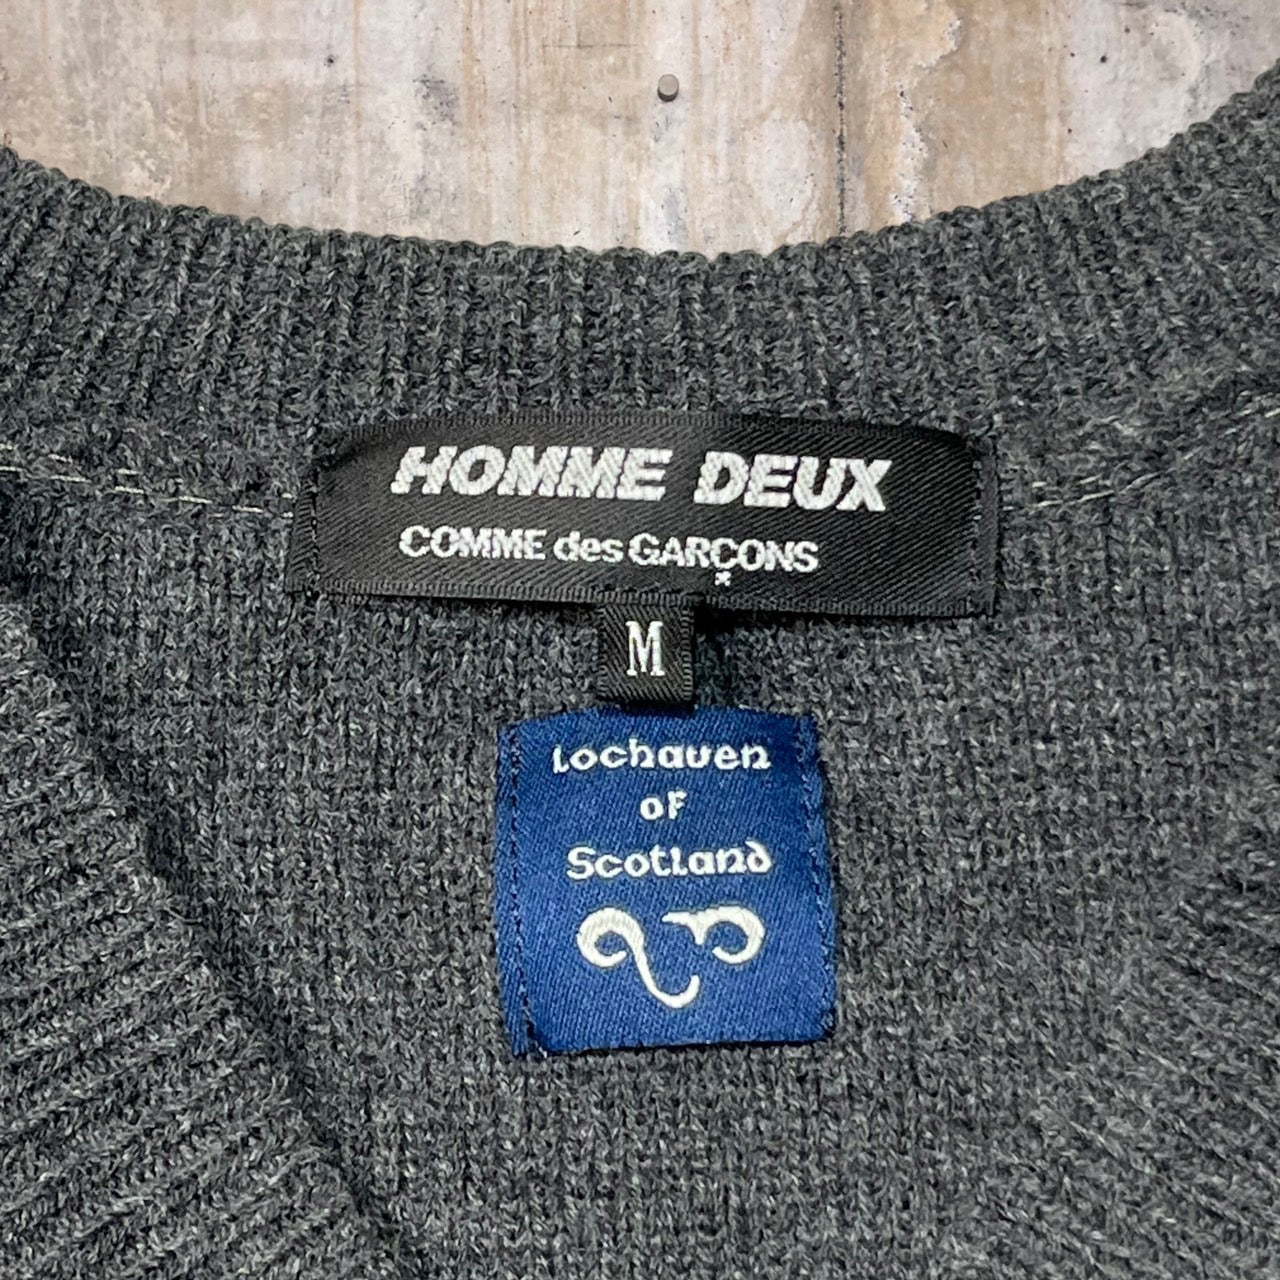 HOMME DEUX
COMME des GARÇONS
M
Lochaven
OF
Scotland